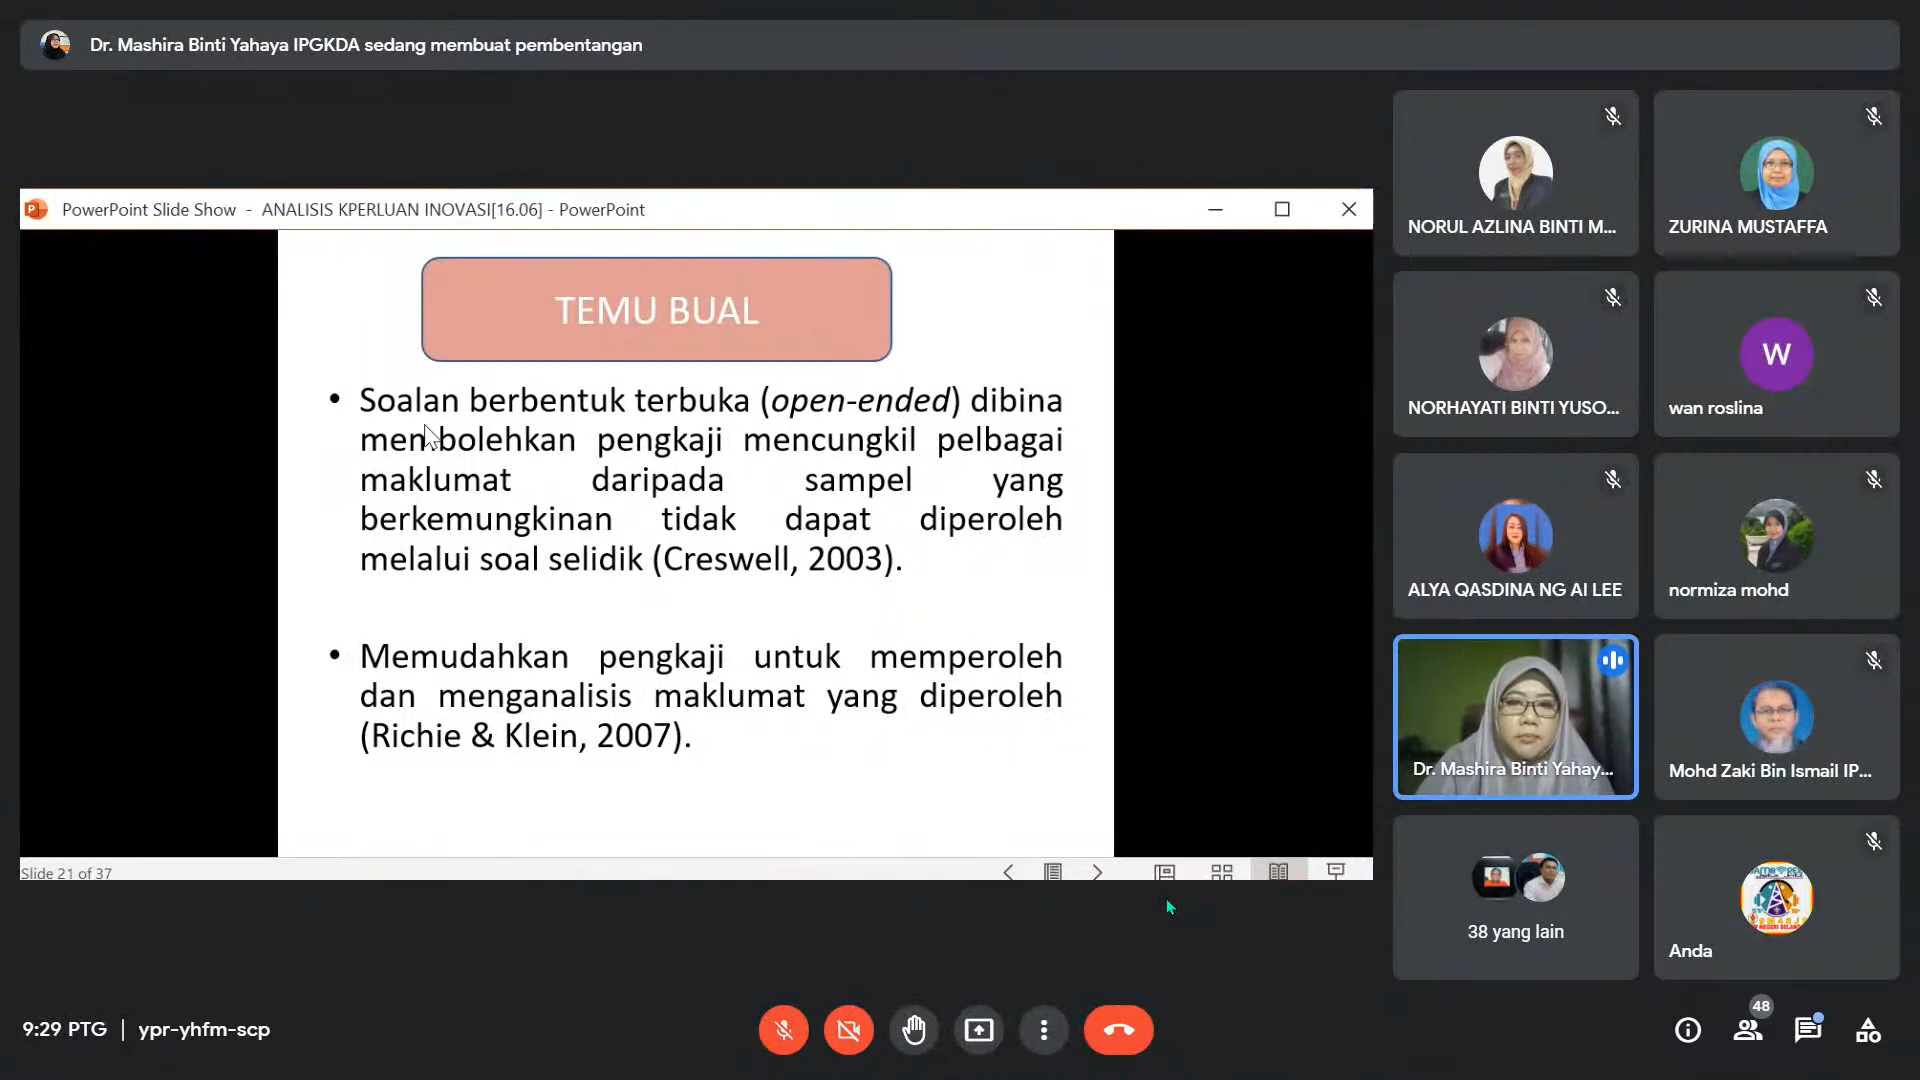 Dr. Mashira Binti Yahaya IPGKDA sedang membuat pembentangan
PowerPoint Slide Show - ANALISIS KPERLUAN INOVASI[16.06] - PowerPoint
TEMU BUAL
• Soalan berbentuk terbuka (open-ended) dibina
membolehkan pengkaji mencungkil pelbagai
maklumat daripada sampel yang
berkemungkinan tidak dapat diperoleh
melalui soal selidik (Creswell, 2003).
• Memudahkan pengkaji untuk memperoleh
dan menganalisis maklumat yang diperoleh
(Richie & Klein, 2007).
Slide 21 of 37
NORUL AZLINA BINTI M...
ZURINA MUSTAFFA
NORHAYATI BINTI YUSO...
W
wan roslina
ALYA QASDINA NG AI LEE
normiza mohd
Dr. Mashira Binti Yahay...
Mohd Zaki Bin Ismail IP...
38 yang lain
Anda
9:29 PTG | ypr-yhfm-scp
48